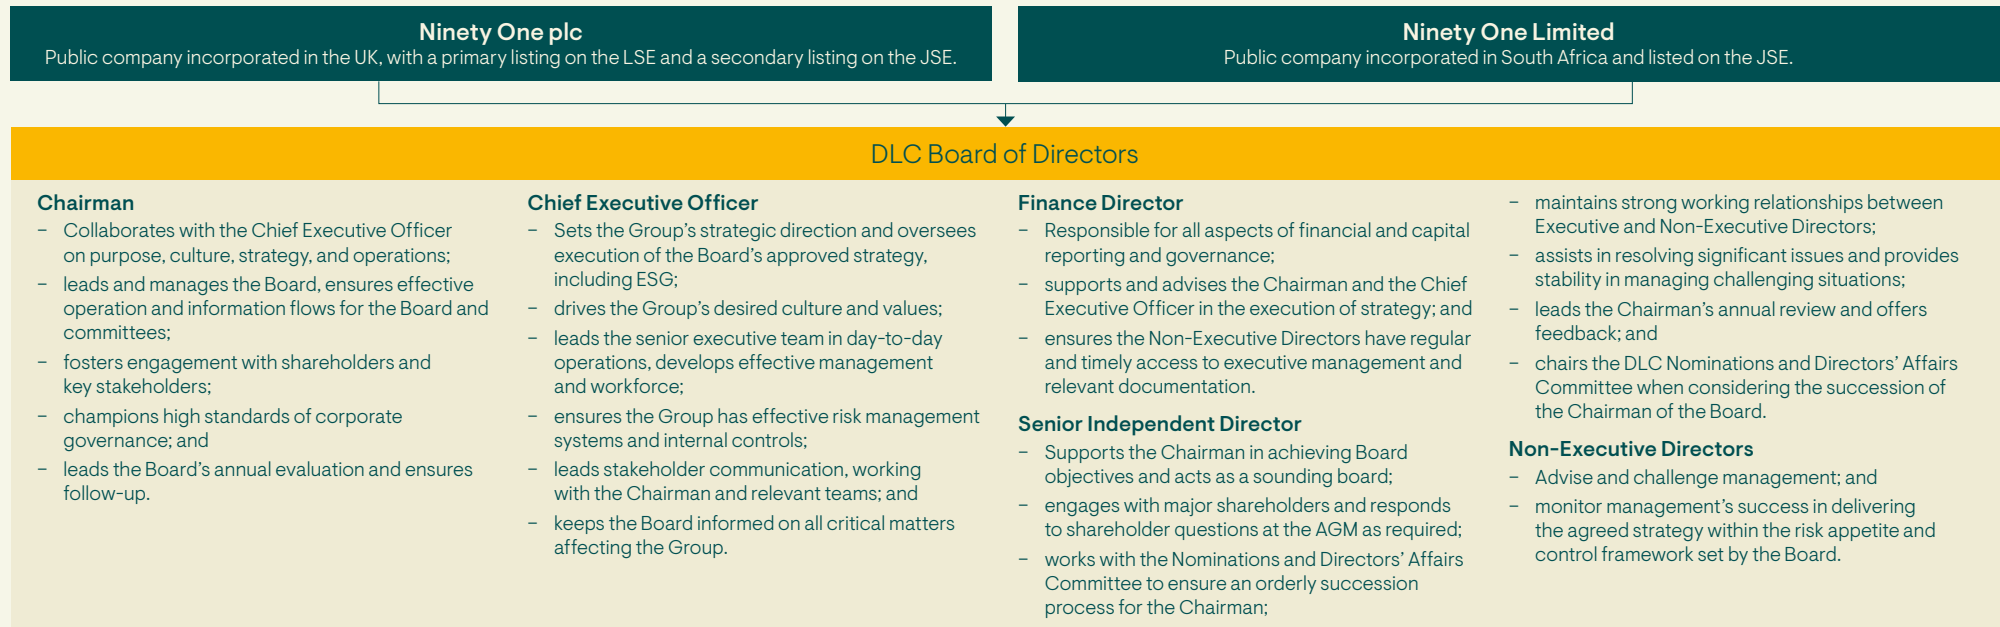 Ninety One plc
Public company incorporated in the UK, with a primary listing on the LSE and a secondary listing on the JSE.
Ninety One Limited
Public company incorporated in South Africa and listed on the JSE.
DLC Board of Directors
Chairman
– Collaborates with the Chief Executive Officer
on purpose, culture, strategy, and operations;
– leads and manages the Board, ensures effective
operation and information flows for the Board and
committees;
– fosters engagement with shareholders and
key stakeholders;
– champions high standards of corporate
governance; and
– leads the Board’s annual evaluation and ensures
follow-up.
Chief Executive Officer
– Sets the Group’s strategic direction and oversees
execution of the Board’s approved strategy,
including ESG;
– drives the Group’s desired culture and values;
– leads the senior executive team in day-to-day
operations, develops effective management
and workforce;
– ensures the Group has effective risk management
systems and internal controls;
– leads stakeholder communication, working
with the Chairman and relevant teams; and
– keeps the Board informed on all critical matters
affecting the Group.
Finance Director
– Responsible for all aspects of financial and capital
reporting and governance;
– supports and advises the Chairman and the Chief
Executive Officer in the execution of strategy; and
– ensures the Non-Executive Directors have regular
and timely access to executive management and
relevant documentation.
Senior Independent Director
– Supports the Chairman in achieving Board
objectives and acts as a sounding board;
– engages with major shareholders and responds
to shareholder questions at the AGM as required;
– works with the Nominations and Directors’ Affairs
Committee to ensure an orderly succession
process for the Chairman;
– maintains strong working relationships between
Executive and Non-Executive Directors;
– assists in resolving significant issues and provides
stability in managing challenging situations;
– leads the Chairman’s annual review and offers
feedback; and
– chairs the DLC Nominations and Directors’ Affairs
Committee when considering the succession of
the Chairman of the Board.
Non-Executive Directors
– Advise and challenge management; and
– monitor management’s success in delivering
the agreed strategy within the risk appetite and
control framework set by the Board.